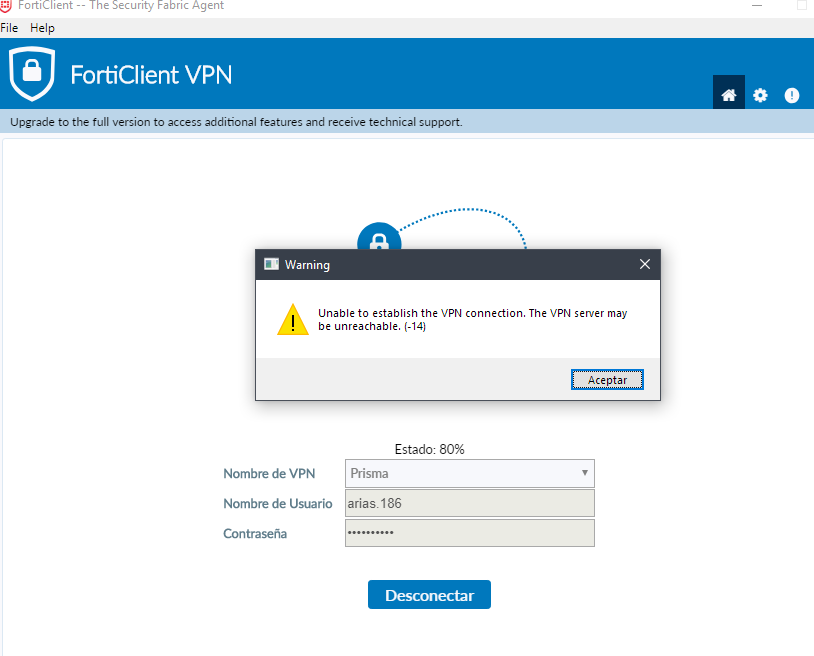 FortiClient -- The Security Fabric Agent
File Help
FortiClient VPN
Upgrade to the full version to access additional features and receive technical support.
Warning
Unable to establish the VPN connection. The VPN server may
be unreachable. (-14)
Aceptar
Estado: 80%
Nombre de VPN Prisma
Nombre de Usuario arias.186
Contraseña ••••••••••
Desconectar